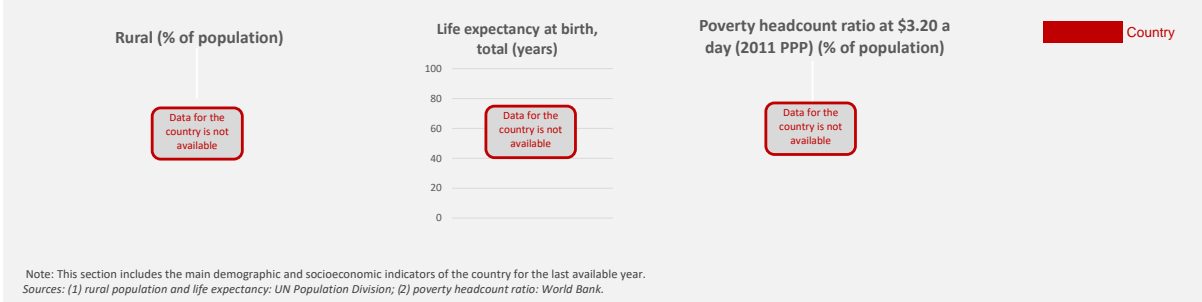 Rural (% of population)
Data for the
country is not
available
Life expectancy at birth,
total (years)
100
80
60
40
20
0
Data for the
country is not
available
Poverty headcount ratio at $3.20 a
day (2011 PPP) (% of population)
Data for the
country is not
available
Country
Note: This section includes the main demographic and socioeconomic indicators of the country for the last available year.
Sources: (1) rural population and life expectancy: UN Population Division; (2) poverty headcount ratio: World Bank.